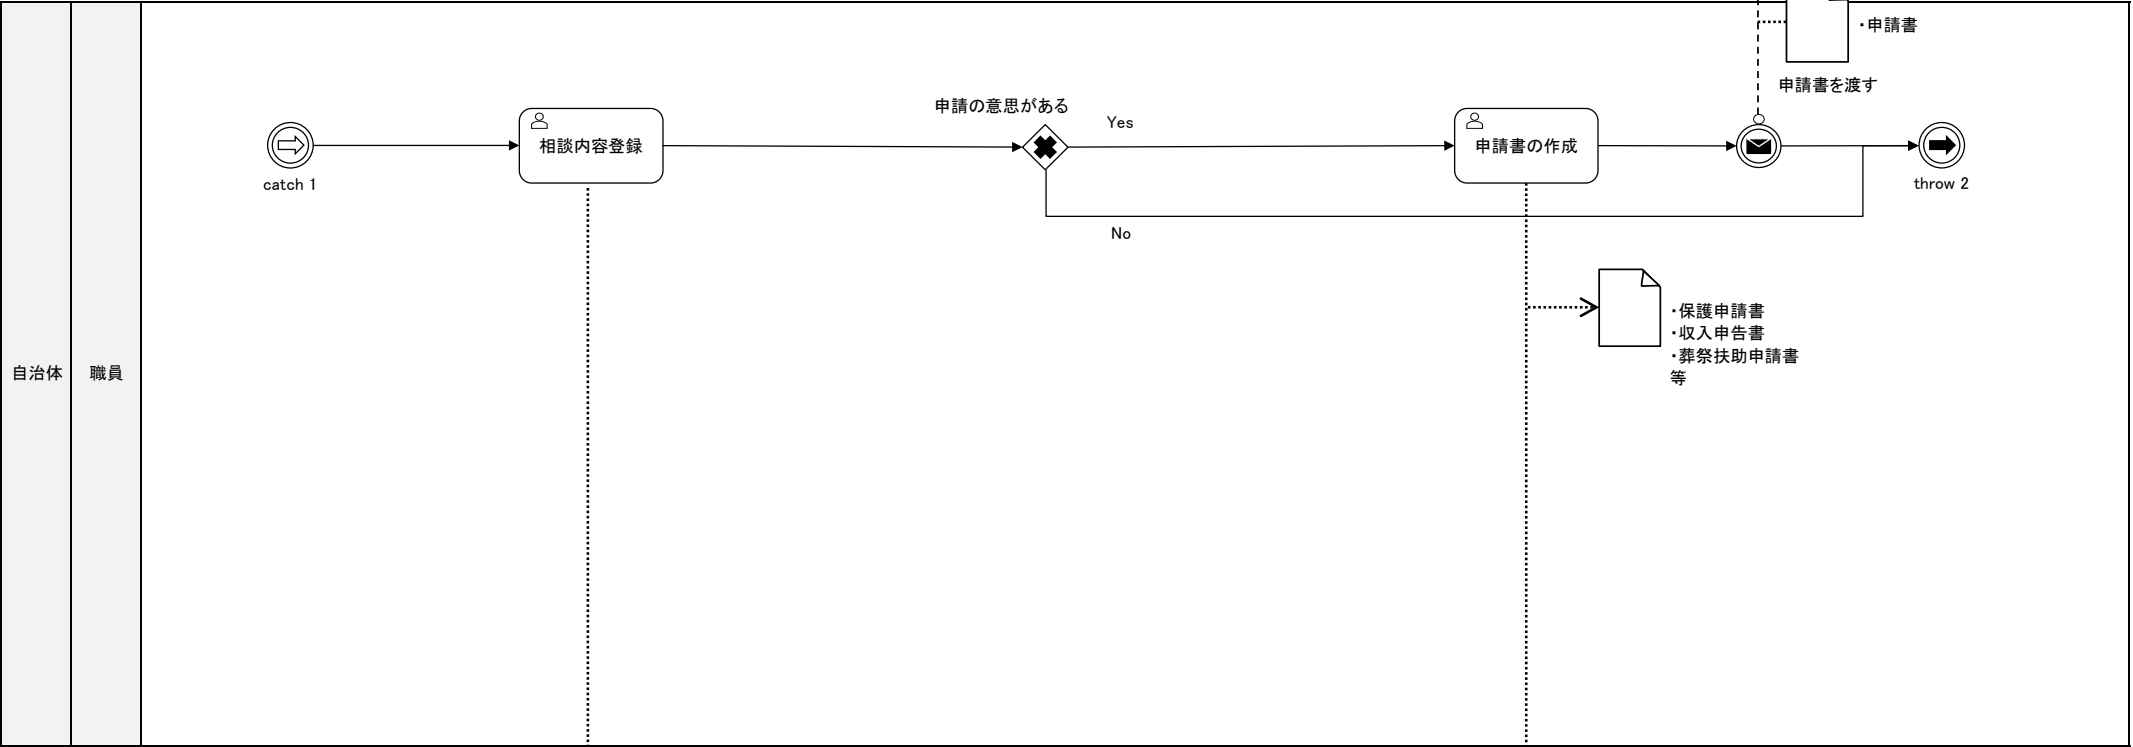 ・申請書
申請書を渡す
申請の意思がある
Yes
相談内容登録
申請書の作成
catch 1
throw 2
No
・保護申請書
・収入申告書
・葬祭扶助申請書
等
自治体
職員